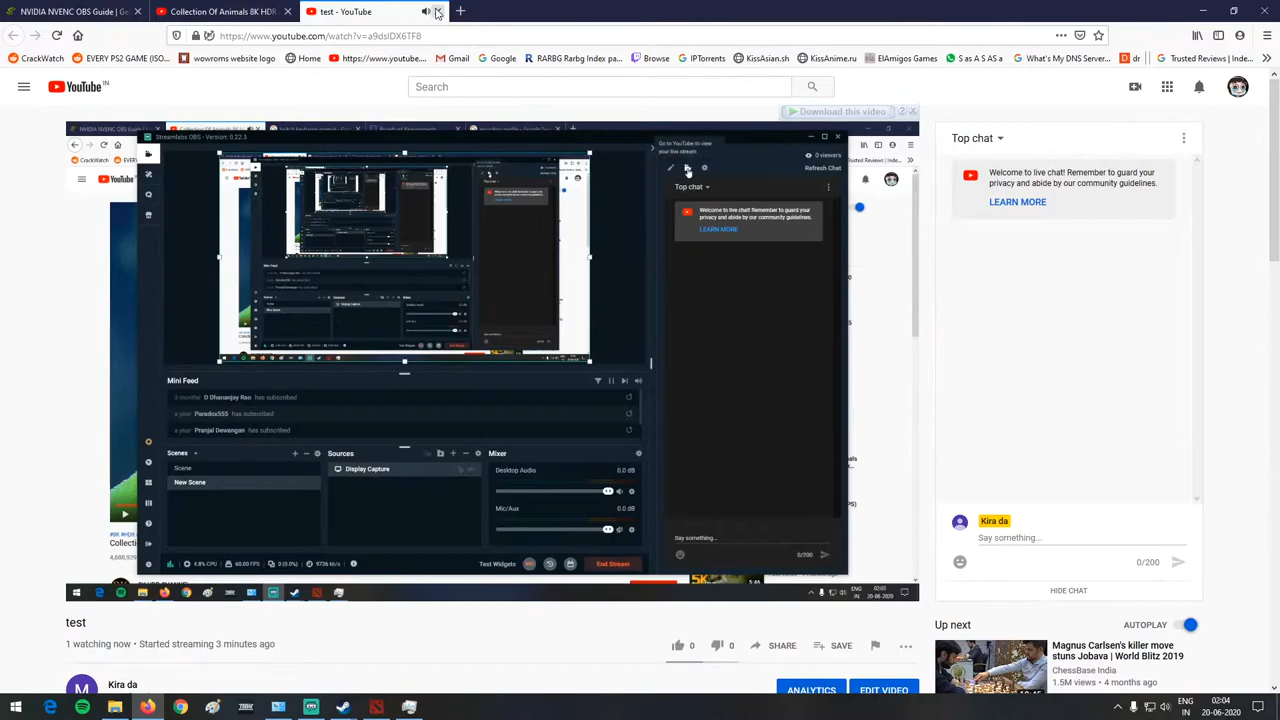 NVIDIA NVENC OBS Guide | Get
Collection Of Animals 8K HDR
test - YouTube
https://www.youtube.com/watch?v=a9dsIDX6TF8
CrackWatch
EVERY PS2 GAME (ISO...
wowroms website logo
Home
https://www.youtube....
Gmail
Google
RARBG Rarbg Index pa...
Browse
IPTorrents
KissAsian.sh
KissAnime.ru
ElAmigos Games
S as A S AS a
What's My DNS Server...
dr
Trusted Reviews | Inde...
YouTube IN
Search
Download this video
Streamlabs OBS - Version: 0.22.3
Go to YouTube to view
your live stream
0 viewers
Refresh Chat
Top chat
Welcome to live chat! Remember to guard your
privacy and abide by our community guidelines.
LEARN MORE
Mini Feed
3 months D Dhananjay Rao has subscribed
a year Paradox555 has subscribed
a year Pranjal Dewangan has subscribed
Scenes
Scene
New Scene
Sources
Display Capture
Mixer
Desktop Audio 0.0 dB
Mic/Aux 0.0 dB
Say something...
0/200
4.8% CPU
60.00 FPS
0 (0.0%)
9726 kb/s
Test Widgets
End Stream
ENG
IN
02:03
20-06-2020
Top chat
Welcome to live chat! Remember to guard your
privacy and abide by our community guidelines.
LEARN MORE
Kira da
Say something...
0/200
HIDE CHAT
test
1 watching now • Started streaming 3 minutes ago
0
0
SHARE
SAVE
M
Kira da
ANALYTICS
EDIT VIDEO
Up next
AUTOPLAY
Magnus Carlsen's killer move
stuns Jobava | World Blitz 2019
ChessBase India
1.5M views • 4 months ago
ENG
IN
02:04
20-06-2020